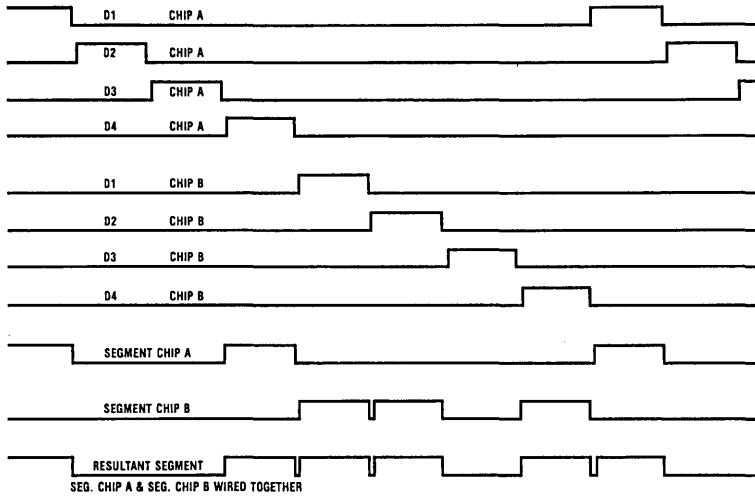 D1 CHIP A
D2 CHIP A
D3 CHIP A
D4 CHIP A
D1 CHIP B
D2 CHIP B
D3 CHIP B
D4 CHIP B
SEGMENT CHIP A
SEGMENT CHIP B
RESULTANT SEGMENT
SEG. CHIP A & SEG. CHIP B WIRED TOGETHER